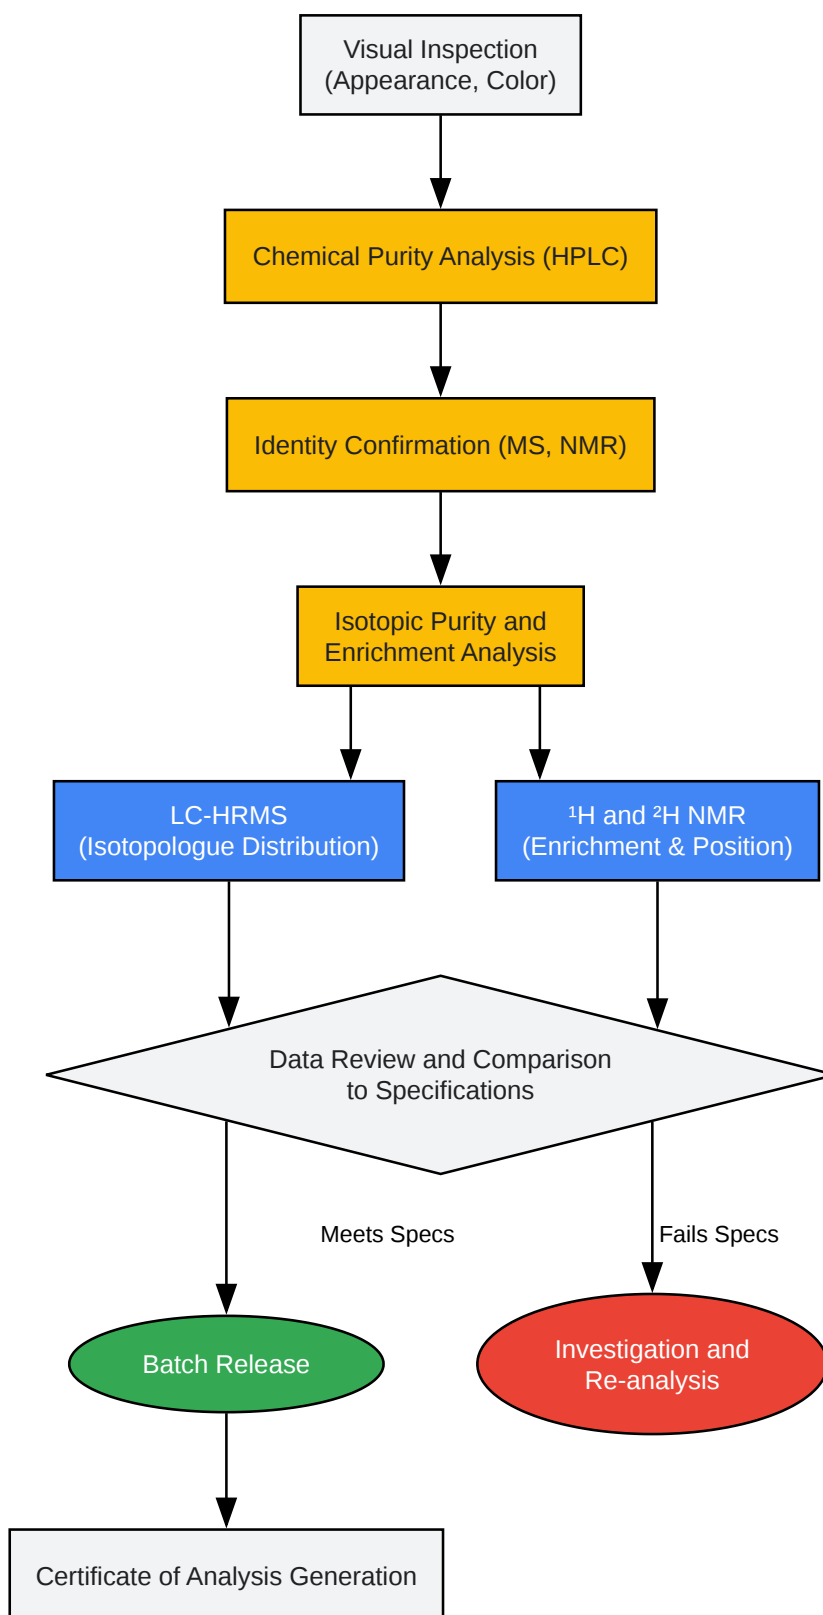 Visual Inspection
(Appearance, Color)
Chemical Purity Analysis (HPLC)
Identity Confirmation (MS, NMR)
Isotopic Purity and
Enrichment Analysis
LC-HRMS
(Isotopologue Distribution)
¹H and ²H NMR
(Enrichment & Position)
Data Review and Comparison
to Specifications
Meets Specs
Fails Specs
Batch Release
Investigation and
Re-analysis
Certificate of Analysis Generation